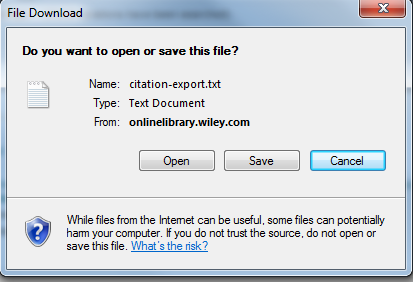 File Download
Do you want to open or save this file?
Name: citation-export.txt
Type: Text Document
From: onlinelibrary.wiley.com
Open Save Cancel
While files from the Internet can be useful, some files can potentially
harm your computer. If you do not trust the source, do not open or
save this file. What's the risk?